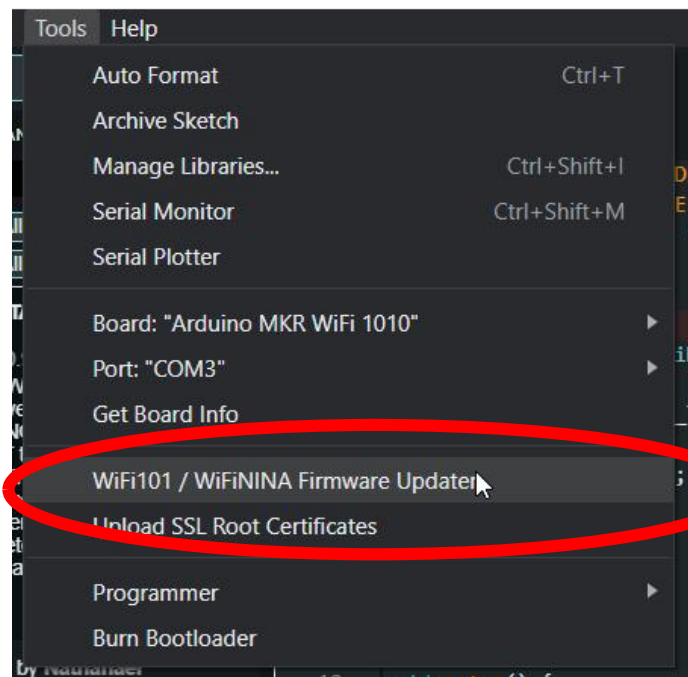 Tools Help
Auto Format Ctrl+T
Archive Sketch
Manage Libraries... Ctrl+Shift+I
Serial Monitor Ctrl+Shift+M
Serial Plotter
Board: "Arduino MKR WiFi 1010"
Port: "COM3"
Get Board Info
WiFi101 / WiFiNINA Firmware Updater
Upload SSL Root Certificates
Programmer
Burn Bootloader
by Nathanael